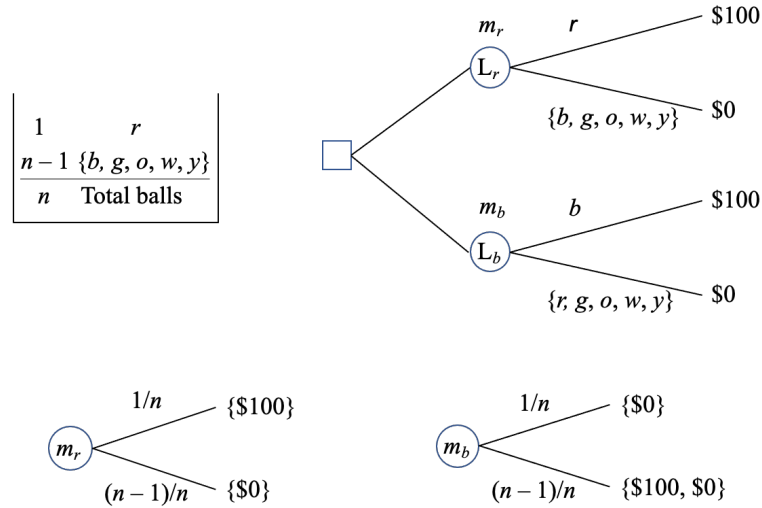 1 r
n – 1 {b, g, o, w, y}
n Total balls
m_r r $100
L_r
{b, g, o, w, y} $0
m_b b $100
L_b
{r, g, o, w, y} $0
1/n {$100}
m_r
(n – 1)/n {$0}
1/n {$0}
m_b
(n – 1)/n {$100, $0}